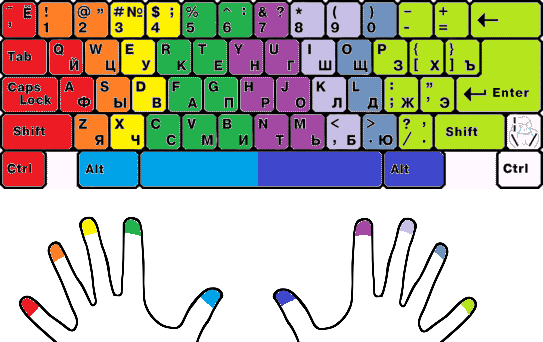 ¨ Ё ! @ " #№ $ ; % ^ : & ? * ( ) – + ←
1 2 3 4 5 6 7 8 9 0 - =
Tab Q Й W Ц E У R К T Е Y Н U Г I Ш O Щ P З { [ Х } ] Ъ
Caps Lock A Ф S Ы D В F А G П H Р J О K Л L Д : ; Ж " ' Э ↵ Enter
Shift Z Я X Ч C С V М B И N Т M Ь < , Б > . Ю ? , / . Shift
Ctrl Alt Alt Ctrl